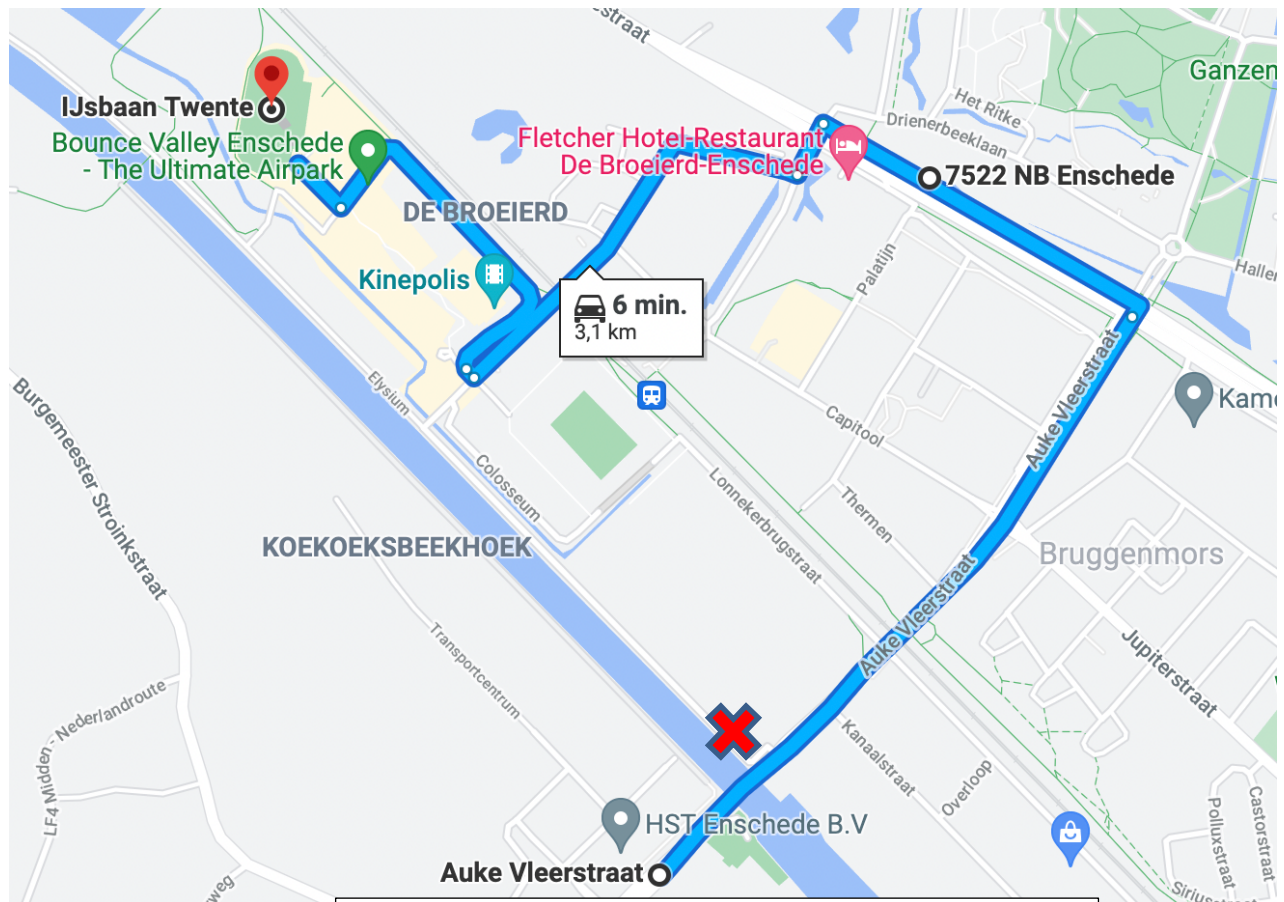 straat
Ganzen
IJsbaan Twente
Het Ritke
Drienerbeeklaan
Bounce Valley Enschede
- The Ultimate Airpark
Fletcher Hotel-Restaurant
De Broeierd-Enschede
7522 NB Enschede
DE BROEIERD
Palatijn
Haller
Kinepolis
6 min.
3,1 km
Auke Vleerstraat
Elysium
Kame
Burgemeester Stroinkstraat
Capitool
Colosseum
Lonnekerbrugstraat
Thermen
KOEKOEKSBEEKHOEK
Bruggenmors
Auke Vleerstraat
Transportcentrum
Jupiterstraat
LF4 Midden - Nederlandroute
Kanaalstraat
Overloop
Castorstraat
Polluxstraat
HST Enschede B.V
Auke Vleerstraat
weg
Siriusstraat